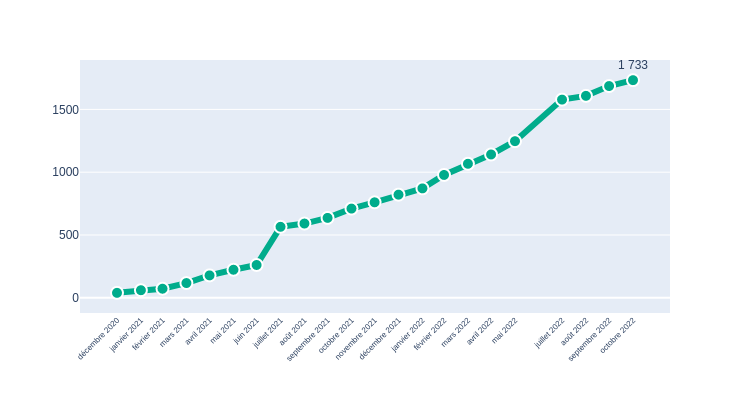 1 733
1500
1000
500
0
décembre 2020
janvier 2021
février 2021
mars 2021
avril 2021
mai 2021
juin 2021
juillet 2021
août 2021
septembre 2021
octobre 2021
novembre 2021
décembre 2021
janvier 2022
février 2022
mars 2022
avril 2022
mai 2022
juillet 2022
août 2022
septembre 2022
octobre 2022